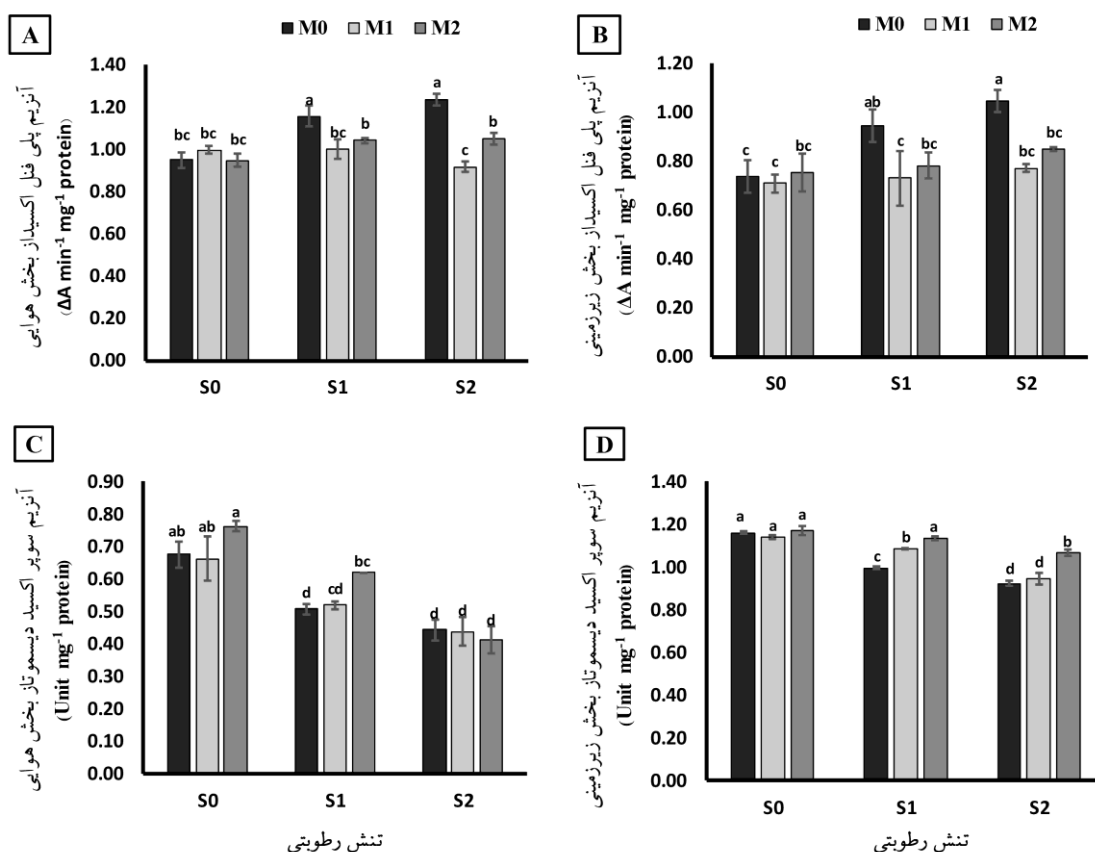 A
M0 M1 M2
آنزیم پلی فنل اکسیداز بخش هوایی
(ΔA min⁻¹ mg⁻¹ protein)
1.40
1.20
1.00
0.80
0.60
0.40
0.20
0.00
bc bc bc
a bc b
a c b
S0 S1 S2
B
M0 M1 M2
آنزیم پلی فنل اکسیداز بخش زیرزمینی
(ΔA min⁻¹ mg⁻¹ protein)
1.20
1.00
0.80
0.60
0.40
0.20
0.00
c c bc
ab c bc
a bc bc
S0 S1 S2
C
آنزیم سوپر اکسید دیسموتاز بخش هوایی
(Unit mg⁻¹ protein)
0.90
0.80
0.70
0.60
0.50
0.40
0.30
0.20
0.10
0.00
ab ab a
d cd bc
d d d
S0 S1 S2
تنش رطوبتی
D
آنزیم سوپر اکسید دیسموتاز بخش زیرزمینی
(Unit mg⁻¹ protein)
1.40
1.20
1.00
0.80
0.60
0.40
0.20
0.00
a a a
c b a
d d b
S0 S1 S2
تنش رطوبتی